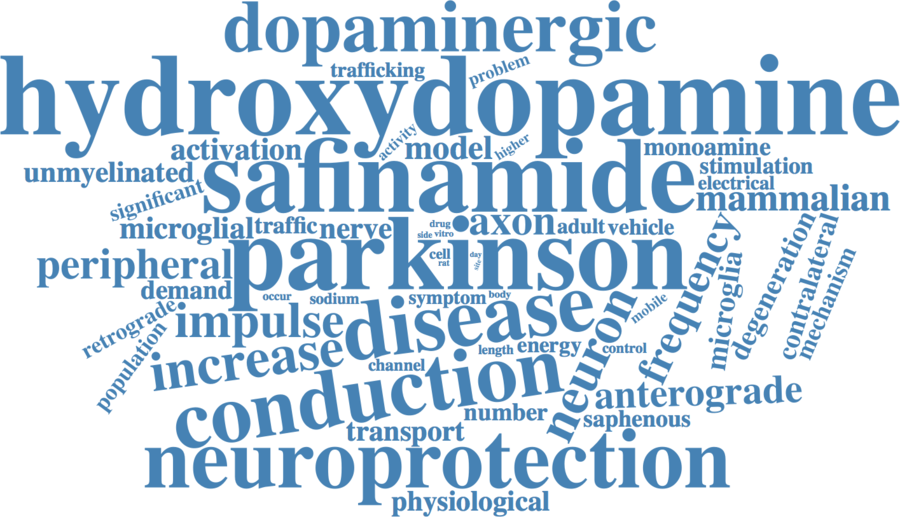 dopaminergic
trafficking
problem
hydroxydopamine
activity
higher
activation
model
monoamine
unmyelinated
safinamide
stimulation
electrical
significant
mammalian
microglial
traffic
nerve
drug
side
vitro
axon
adult
vehicle
parkinson
cell
rat
day
site
peripheral
demand
occur
sodium
symptom
body
mobile
frequency
microglia
degeneration
contralateral
mechanism
retrograde
population
impulse
disease
neuron
increase
channel
length
energy
control
conduction
anterograde
number
saphenous
transport
neuroprotection
physiological